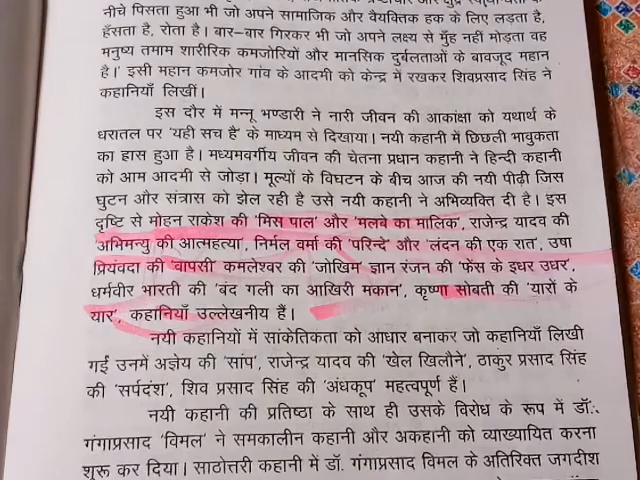 नीचे पिसता हुआ भी जो अपने सामाजिक और वैयक्तिक हक के लिए लड़ता है,
हँसता है, रोता है। बार–बार गिरकर भी जो अपने लक्ष्य से मुँह नहीं मोड़ता वह
मनुष्य तमाम शारीरिक कमजोरियों और मानसिक दुर्बलताओं के बावजूद महान
है।' इसी महान कमजोर गांव के आदमी को केन्द्र में रखकर शिवप्रसाद सिंह ने
कहानियाँ लिखीं।
इस दौर में मन्नू भण्डारी ने नारी जीवन की आकांक्षा को यथार्थ के
धरातल पर 'यही सच है' के माध्यम से दिखाया। नयी कहानी में छिछली भावुकता
का ह्रास हुआ है। मध्यमवर्गीय जीवन की चेतना प्रधान कहानी ने हिन्दी कहानी
को आम आदमी से जोड़ा। मूल्यों के विघटन के बीच आज की नयी पीढ़ी जिस
घुटन और संत्रास को झेल रही है उसे नयी कहानी ने अभिव्यक्ति दी है। इस
दृष्टि से मोहन राकेश की 'मिस पाल' और 'मलबे का मालिक', राजेन्द्र यादव की
अभिमन्यु की आत्महत्या', निर्मल वर्मा की 'परिन्दे' और 'लंदन की एक रात', उषा
प्रियंवदा की 'वापसी' कमलेश्वर की 'जोखिम' ज्ञान रंजन की 'फेंस के इधर उधर',
धर्मवीर भारती की 'बंद गली का आखिरी मकान', कृष्णा सोबती की 'यारों के
यार', कहानियाँ उल्लेखनीय हैं।
नयी कहानियों में सांकेतिकता को आधार बनाकर जो कहानियाँ लिखी
गईं उनमें अज्ञेय की 'सांप', राजेन्द्र यादव की 'खेल खिलौने', ठाकुर प्रसाद सिंह
की 'सर्पदंश', शिव प्रसाद सिंह की 'अंधकूप' महत्वपूर्ण हैं।
नयी कहानी की प्रतिष्ठा के साथ ही उसके विरोध के रूप में डॉ.
गंगाप्रसाद 'विमल' ने समकालीन कहानी और अकहानी को व्याख्यायित करना
शुरू कर दिया। साठोत्तरी कहानी में डॉ. गंगाप्रसाद विमल के अतिरिक्त जगदीश